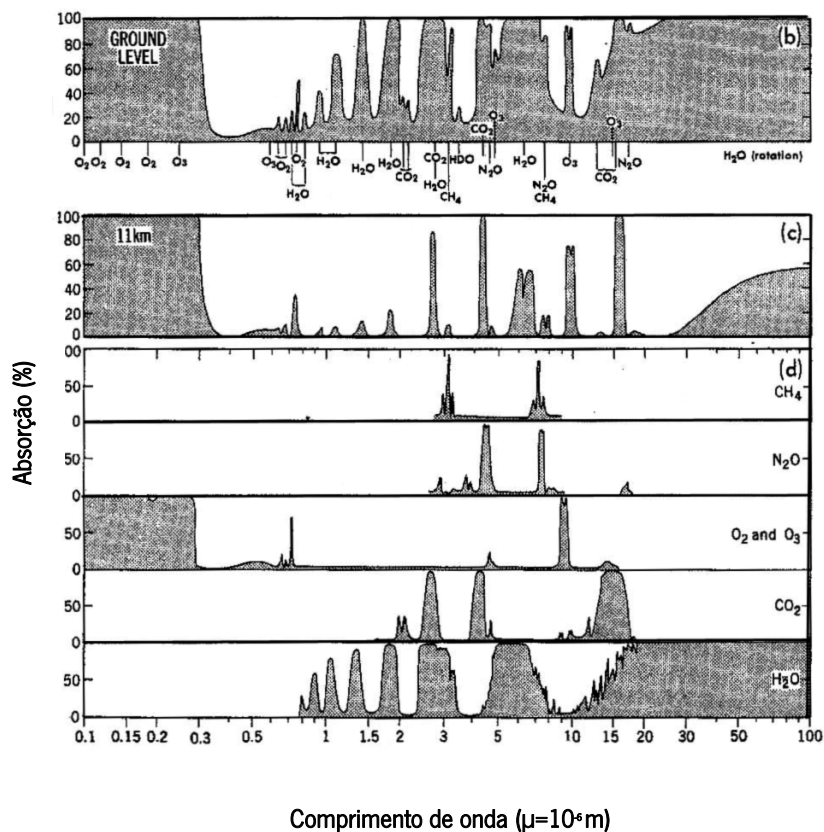 100
80
60
40
20
0
GROUND
LEVEL
(b)
O₃
CO₂
O₃
O₂ O₂ O₂ O₂ O₃ O₃ O₂ O₂ H₂O H₂O H₂O CO₂ CO₂ HDO N₂O H₂O O₃ CO₂ N₂O H₂O (rotation)
H₂O H₂O CH₄ N₂O CH₄
100
80
60
40
20
0
11km
(c)
Absorção (%)
00
50
0
(d)
CH₄
50
0
N₂O
50
0
O₂ and O₃
50
0
CO₂
50
0
H₂O
0.1 0.15 0.2 0.3 0.5 1 1.5 2 3 5 10 15 20 30 50 100
Comprimento de onda (µ=10⁻⁶m)